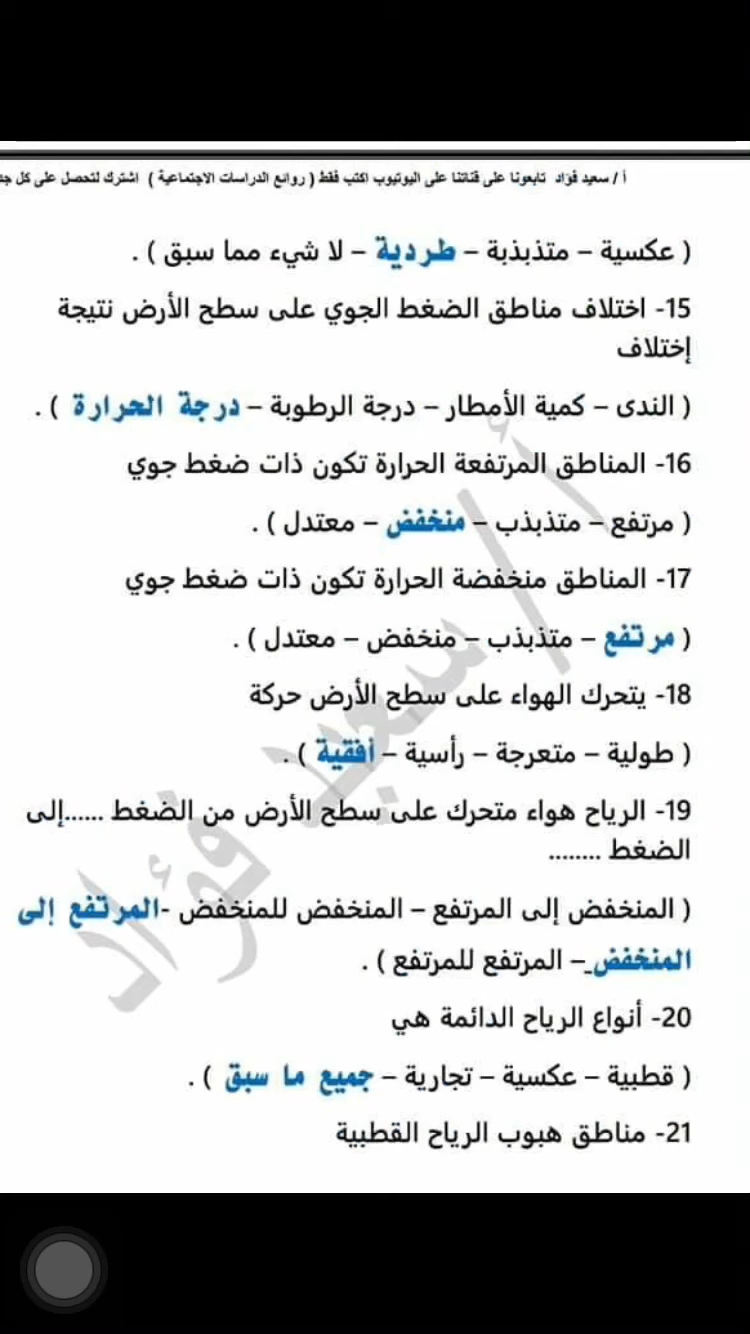 أ / سعيد فؤاد تابعونا على قناتنا على اليوتيوب اكتب فقط ( روائع الدراسات الاجتماعية ) اشترك لتحصل على كل
( عكسية – متذبذبة – طردية – لا شيء مما سبق ) .
15- اختلاف مناطق الضغط الجوي على سطح الأرض نتيجة
إختلاف
( الندى – كمية الأمطار – درجة الرطوبة – درجة الحرارة ) .
16- المناطق المرتفعة الحرارة تكون ذات ضغط جوي
( مرتفع – متذبذب – منخفض – معتدل ) .
17- المناطق منخفضة الحرارة تكون ذات ضغط جوي
( مرتفع – متذبذب – منخفض – معتدل ) .
18- يتحرك الهواء على سطح الأرض حركة
( طولية – متعرجة – رأسية – أفقية ) .
19- الرياح هواء متحرك على سطح الأرض من الضغط ......إلى
الضغط ........
( المنخفض إلى المرتفع – المنخفض للمنخفض -المرتفع إلى
المنخفض – المرتفع للمرتفع ) .
20- أنواع الرياح الدائمة هي
( قطبية – عكسية – تجارية – جميع ما سبق ) .
21- مناطق هبوب الرياح القطبية
أ / سعيد فؤاد